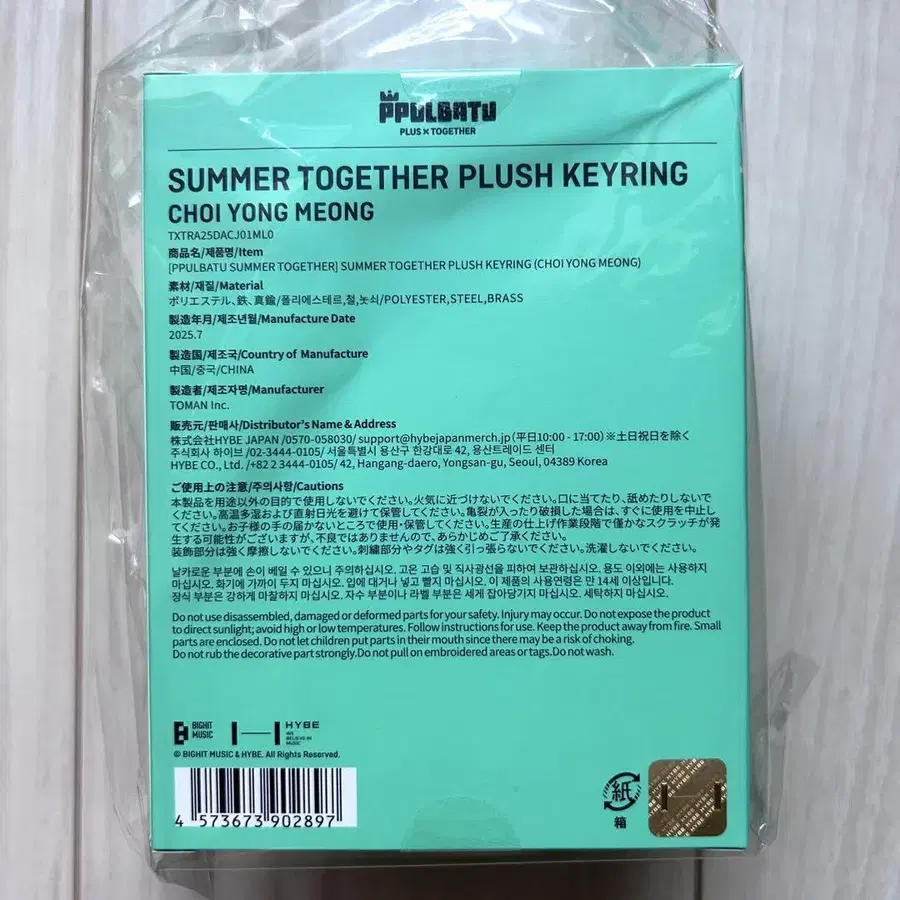 PPULBATU
PLUS × TOGETHER
SUMMER TOGETHER PLUSH KEYRING
CHOI YONG MEONG
TXTRA25DACJ01ML0
商品名/제품명/Item
[PPULBATU SUMMER TOGETHER] SUMMER TOGETHER PLUSH KEYRING (CHOI YONG MEONG)
素材/재질/Material
ポリエステル、鉄、真鍮/폴리에스테르,철,놋쇠/POLYESTER,STEEL,BRASS
製造年月/제조년월/Manufacture Date
2025.7
製造国/제조국/Country of Manufacture
中国/중국/CHINA
製造者/제조자명/Manufacturer
TOMAN Inc.
販売元/판매사/Distributor's Name & Address
株式会社HYBE JAPAN /0570-058030/ support@hybejapanmerch.jp（平日10:00 - 17:00）※土日祝日を除く
주식회사 하이브 /02-3444-0105/ 서울특별시 용산구 한강대로 42, 용산트레이드 센터
HYBE CO., Ltd. /+82 2 3444-0105/ 42, Hangang-daero, Yongsan-gu, Seoul, 04389 Korea
ご使用上の注意/주의사항/Cautions
本製品を用途以外の目的で使用しないでください。火気に近づけないでください。口に当てたり、舐めたりしないで
ください。高温多湿および直射日光を避けて保管してください。亀裂が入ったり破損した場合は、すぐに使用を中止し
てください。お子様の手の届かないところで使用・保管してください。生産の仕上げ作業段階で僅かなスクラッチが発
生する可能性がございますが、不良ではありませんので、あらかじめご了承ください。
装飾部分は強く摩擦しないでください。刺繍部分やタグは強く引っ張らないでください。洗濯しないでください。
날카로운 부분에 손이 베일 수 있으니 주의하십시오. 고온 고습 및 직사광선을 피하여 보관하십시오. 용도 이외에는 사용하지
마십시오. 화기에 가까이 두지 마십시오. 입에 대거나 넣고 빨지 마십시오. 이 제품의 사용연령은 만 14세 이상입니다.
장식 부분은 강하게 마찰하지 마십시오. 자수 부분이나 라벨 부분은 세게 잡아당기지 마십시오. 세탁하지 마십시오.
Do not use disassembled, damaged or deformed parts for your safety. Injury may occur. Do not expose the product
to direct sunlight; avoid high or low temperatures. Follow instructions for use. Keep the product away from fire. Small
parts are enclosed. Do not let children put parts in their mouth since there may be a risk of choking.
Do not rub the decorative part strongly.Do not pull on embroidered areas or tags.Do not wash.
BIGHIT
MUSIC
HYBE
WE
BELIEVE IN
MUSIC
© BIGHIT MUSIC & HYBE. All Rights Reserved.
4 573673 902897
紙
箱
HYBE HYBE HYBE